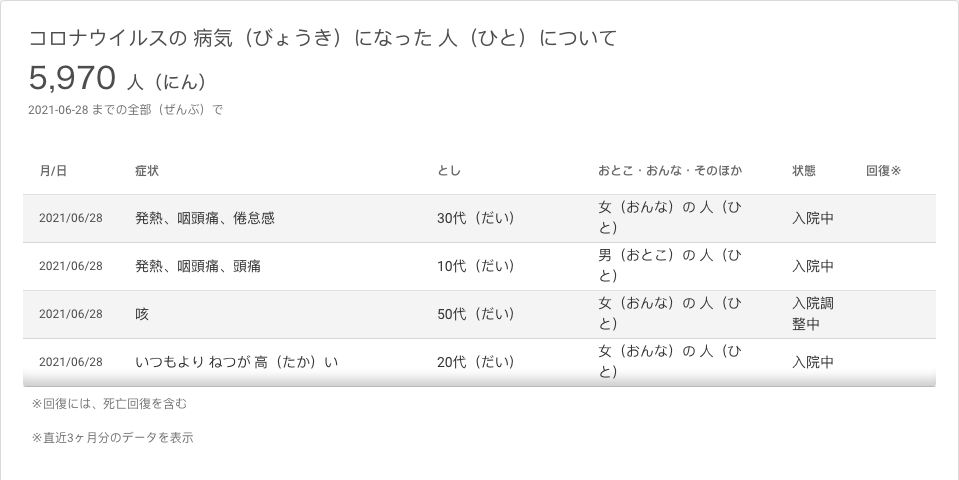 コロナウイルスの 病気（びょうき）になった 人（ひと）について
5,970 人（にん）
2021-06-28 までの全部（ぜんぶ）で
月/日 症状 とし おとこ・おんな・そのほか 状態 回復※
2021/06/28 発熱、咽頭痛、倦怠感 30代（だい） 女（おんな）の 人（ひ 入院中
と）
2021/06/28 発熱、咽頭痛、頭痛 10代（だい） 男（おとこ）の 人（ひ 入院中
と）
2021/06/28 咳 50代（だい） 女（おんな）の 人（ひ 入院調
と） 整中
2021/06/28 いつもより ねつが 高（たか）い 20代（だい） 女（おんな）の 人（ひ 入院中
と）
※回復には、死亡回復を含む
※直近3ヶ月分のデータを表示